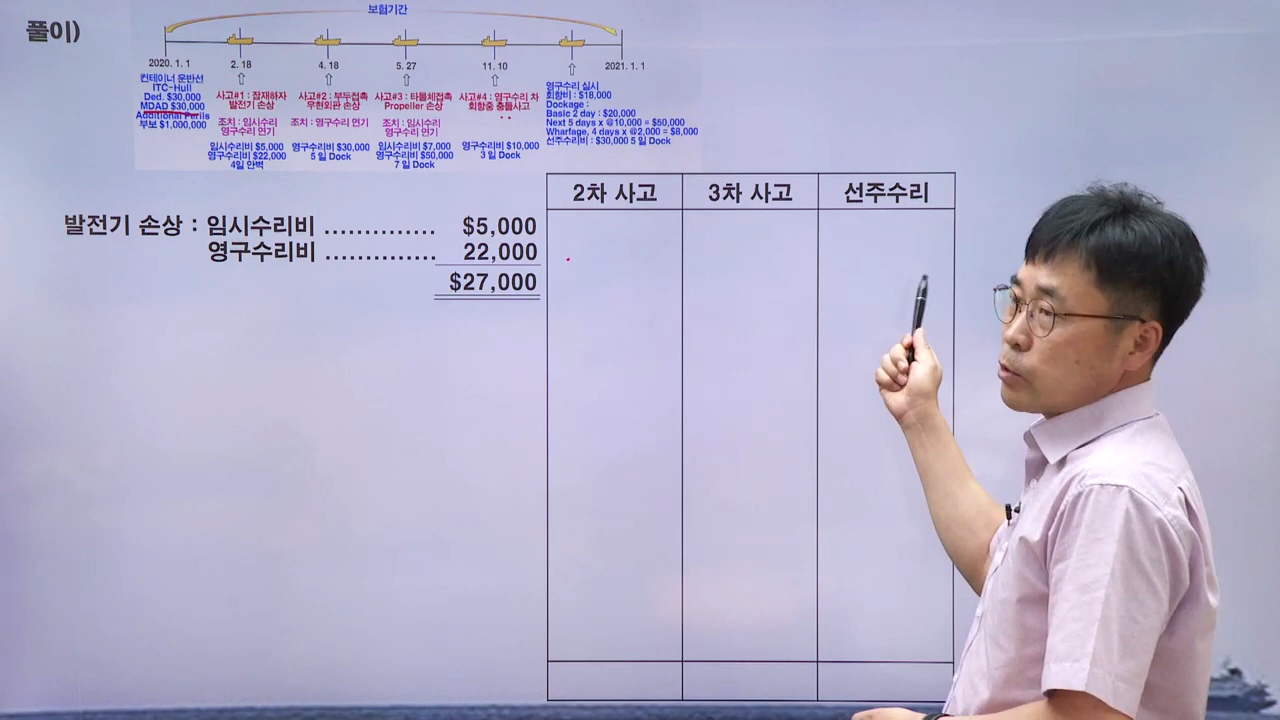 풀이)
보험기간
2020. 1. 1
2. 18
4. 18
5. 27
11. 10
2021. 1. 1
컨테이너 운반선
ITC-Hull
Ded. $30,000
MDAD $30,000
Additional Perils
부보 $1,000,000
사고#1 : 잠재하자
발전기 손상
조치 : 임시수리
영구수리 연기
임시수리비 $5,000
영구수리비 $22,000
4일 안벽
사고#2 : 부두접촉
우현외관 손상
조치 : 영구수리 연기
영구수리비 $30,000
5 일 Dock
사고#3 : 타물체접촉
Propeller 손상
조치 : 임시수리
영구수리 연기
임시수리비 $7,000
영구수리비 $50,000
7 일 Dock
사고#4 : 영구수리 차
회항중 충돌사고
영구수리비 $10,000
3 일 Dock
영구수리 실시
회항비 : $18,000
Dockage :
Basic 2 day : $20,000
Next 5 days x @10,000 = $50,000
Wharfage, 4 days x @2,000 = $8,000
선주수리비 : $30,000 5 일 Dock
2차 사고 3차 사고 선주수리
발전기 손상 : 임시수리비 .............. $5,000
영구수리비 .............. 22,000
$27,000